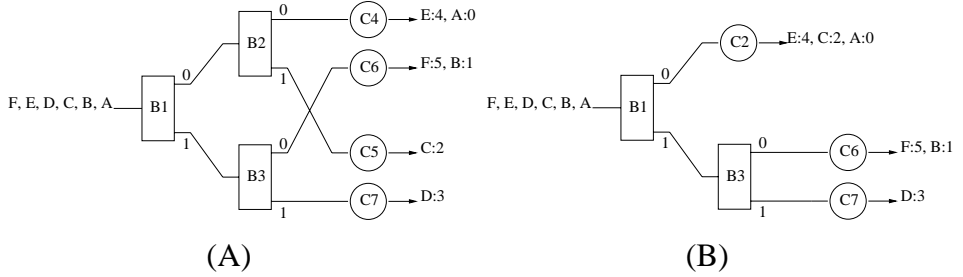 F, E, D, C, B, A
B1
0
1
B2
0
1
B3
0
1
C4
E:4, A:0
C6
F:5, B:1
C5
C:2
C7
D:3
(A)
F, E, D, C, B, A
B1
0
1
C2
E:4, C:2, A:0
B3
0
1
C6
F:5, B:1
C7
D:3
(B)